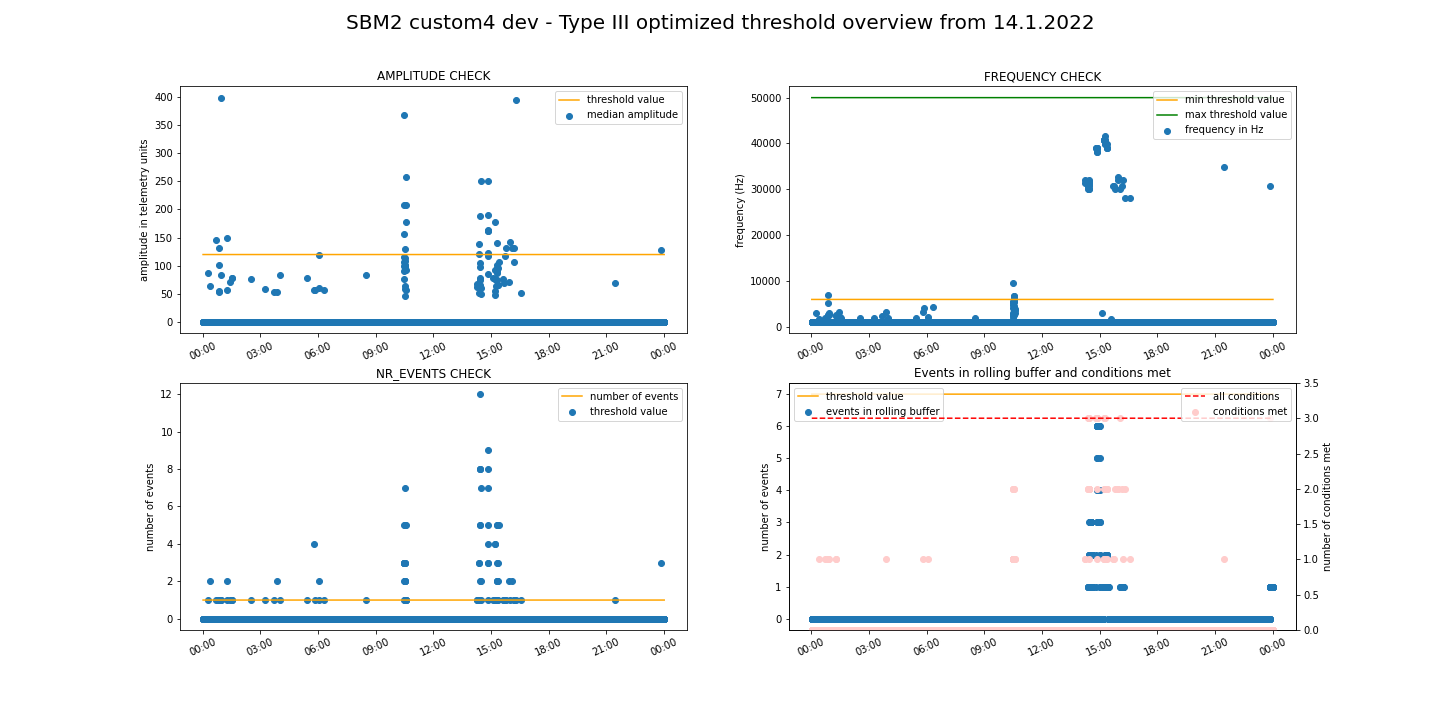 SBM2 custom4 dev - Type III optimized threshold overview from 14.1.2022
AMPLITUDE CHECK
amplitude in telemetry units
400
350
300
250
200
150
100
50
0
threshold value
median amplitude
00:00 03:00 06:00 09:00 12:00 15:00 18:00 21:00 00:00
FREQUENCY CHECK
frequency (Hz)
50000
40000
30000
20000
10000
0
min threshold value
max threshold value
frequency in Hz
00:00 03:00 06:00 09:00 12:00 15:00 18:00 21:00 00:00
NR_EVENTS CHECK
number of events
12
10
8
6
4
2
0
number of events
threshold value
00:00 03:00 06:00 09:00 12:00 15:00 18:00 21:00 00:00
Events in rolling buffer and conditions met
number of events
7
6
5
4
3
2
1
0
threshold value
events in rolling buffer
all conditions
conditions met
3.5
3.0
2.5
2.0
1.5
1.0
0.5
0.0
number of conditions met
00:00 03:00 06:00 09:00 12:00 15:00 18:00 21:00 00:00